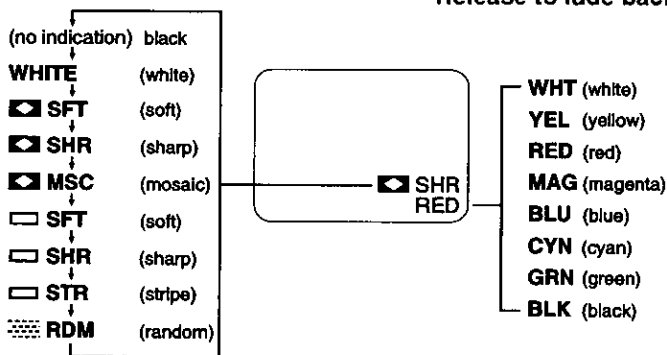 Release to fade back
(no indication) black
WHITE (white)
SFT (soft)
SHR (sharp)
MSC (mosaic)
SFT (soft)
SHR (sharp)
STR (stripe)
RDM (random)
SHR
RED
WHT (white)
YEL (yellow)
RED (red)
MAG (magenta)
BLU (blue)
CYN (cyan)
GRN (green)
BLK (black)